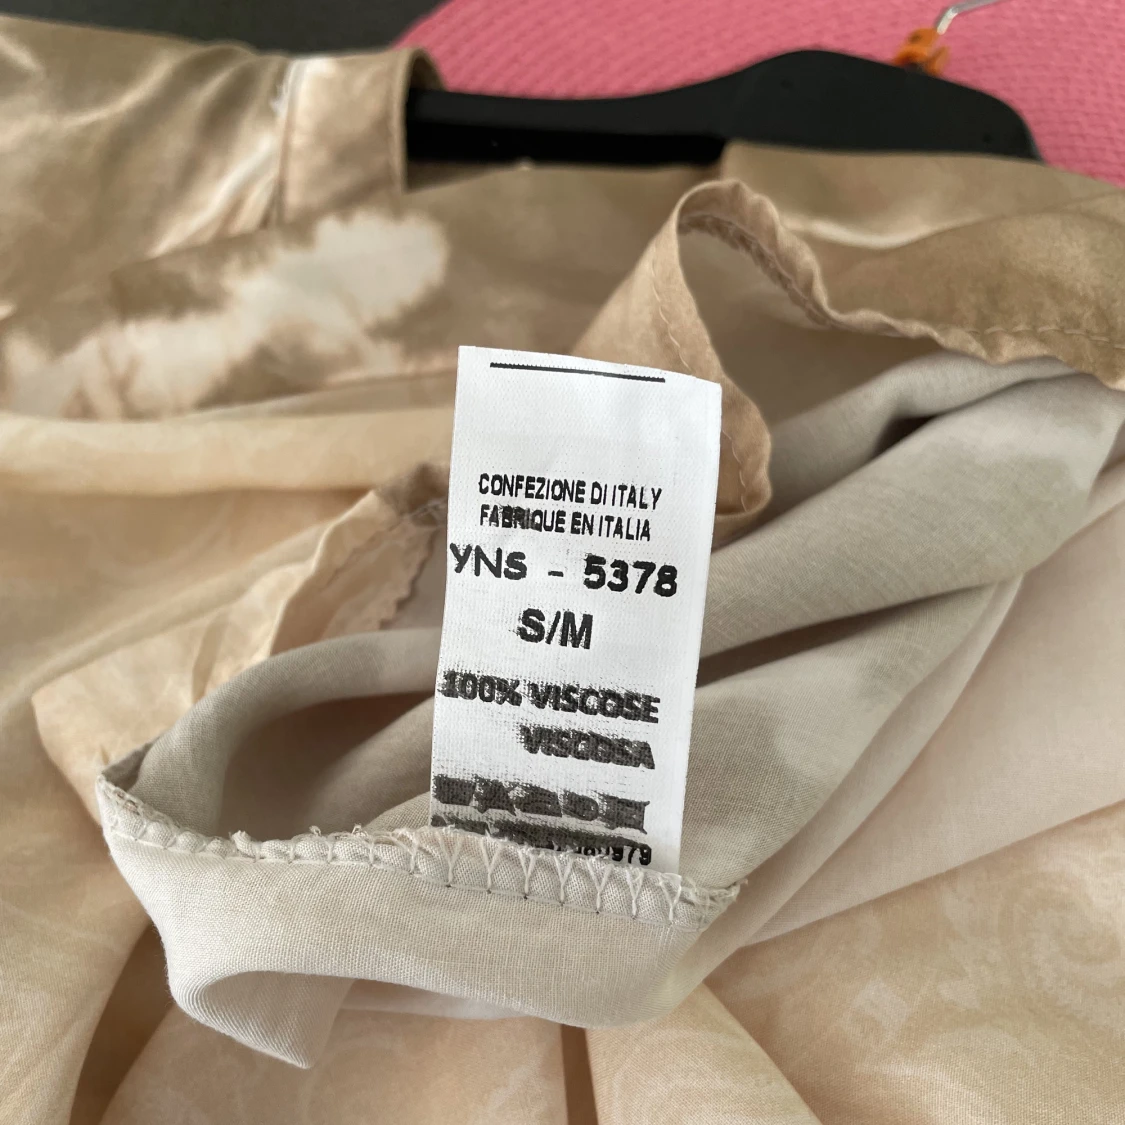 CONFEZIONE DI ITALY
FABRIQUE EN ITALIA
YNS - 5378
S/M
100% VISCOSE
VISCOSA